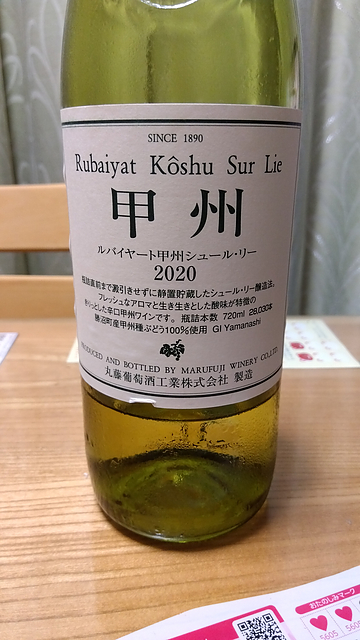 SINCE 1890
Rubaiyat Kôshu Sur Lie
甲州
ルバイヤート甲州シュール・リー
2020
瓶詰直前まで澱引きせずに静置貯蔵したシュール・リー醸造法。
フレッシュなアロマと生き生きとした酸味が特徴の
きりっとした辛口甲州ワインです。 瓶詰本数 720ml 28,030本
勝沼町産甲州種ぶどう100%使用 GI Yamanashi
PRODUCED AND BOTTLED BY MARUFUJI WINERY CO.,LTD.
丸藤葡萄酒工業株式会社 製造
おたのしみマーク
5605